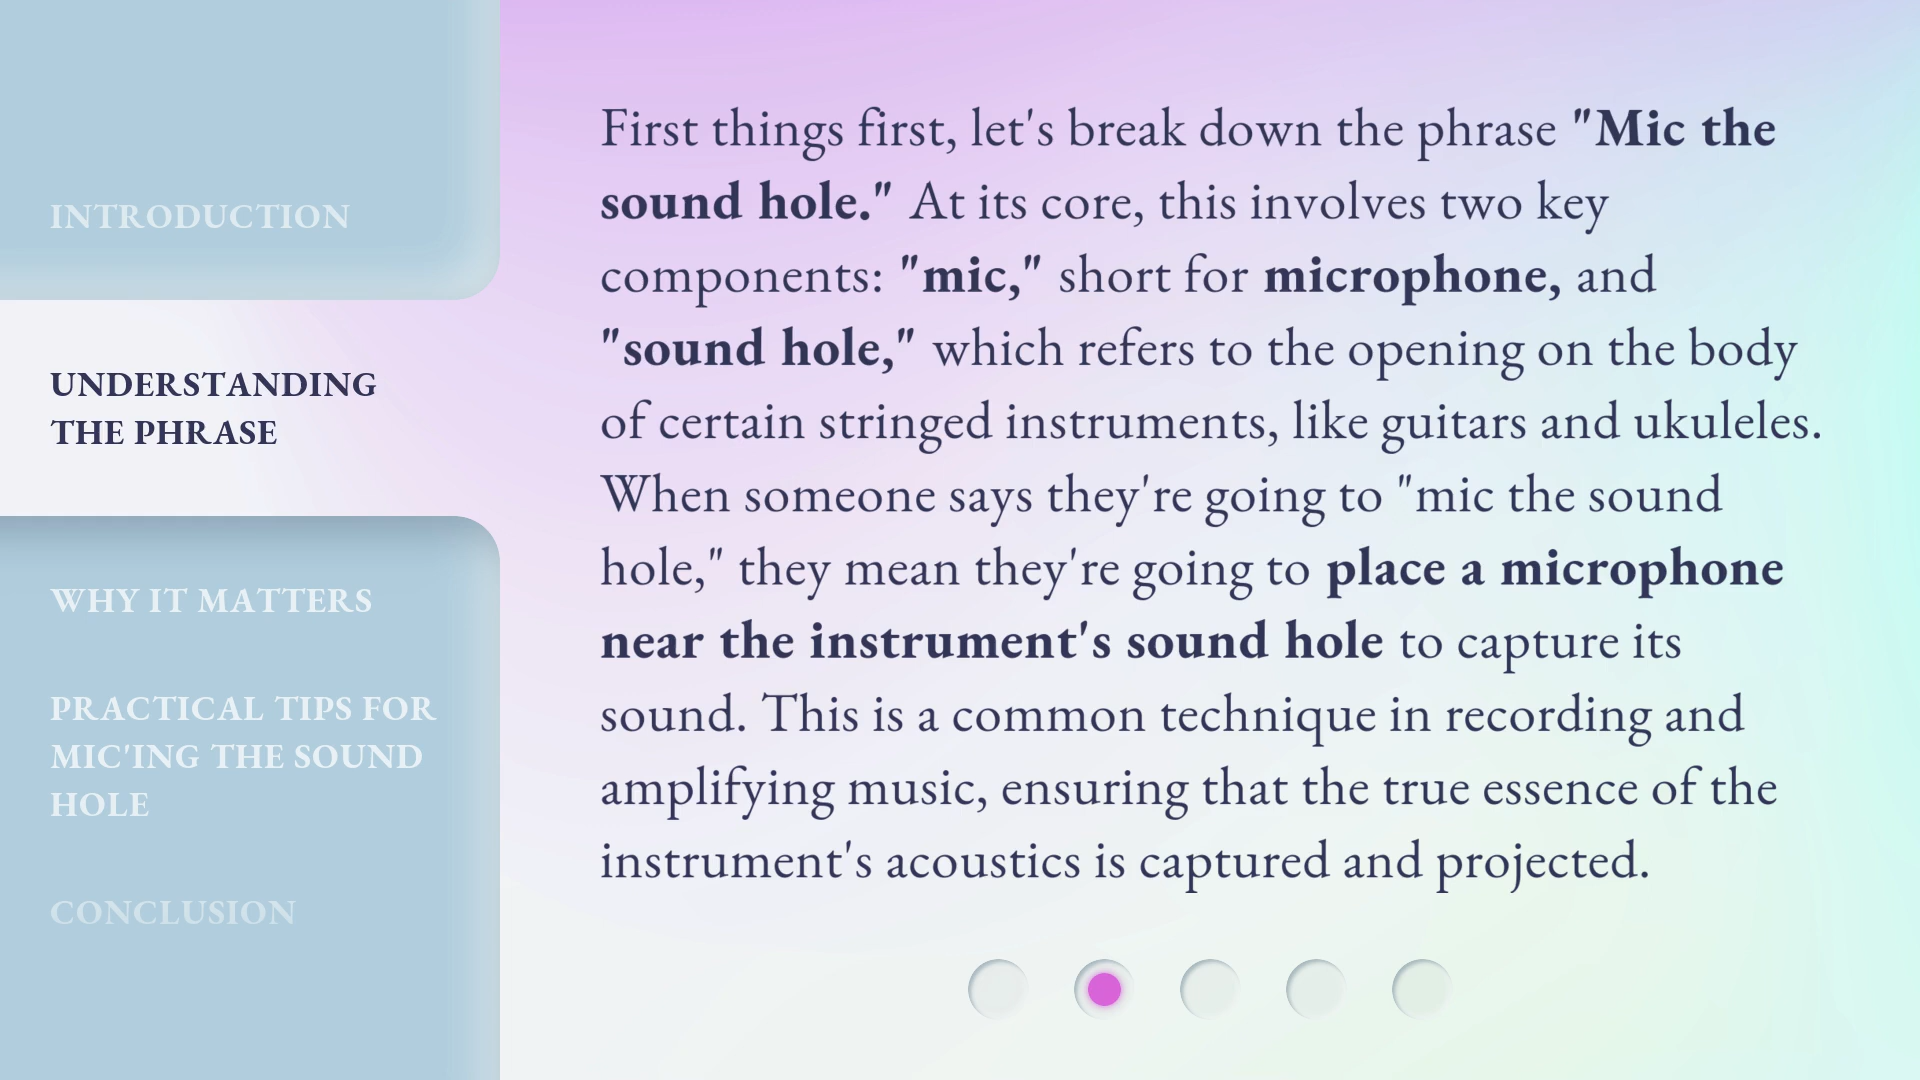 INTRODUCTION
UNDERSTANDING
THE PHRASE
WHY IT MATTERS
PRACTICAL TIPS FOR
MIC'ING THE SOUND
HOLE
CONCLUSION
First things first, let's break down the phrase "Mic the
sound hole." At its core, this involves two key
components: "mic," short for microphone, and
"sound hole," which refers to the opening on the body
of certain stringed instruments, like guitars and ukuleles.
When someone says they're going to "mic the sound
hole," they mean they're going to place a microphone
near the instrument's sound hole to capture its
sound. This is a common technique in recording and
amplifying music, ensuring that the true essence of the
instrument's acoustics is captured and projected.